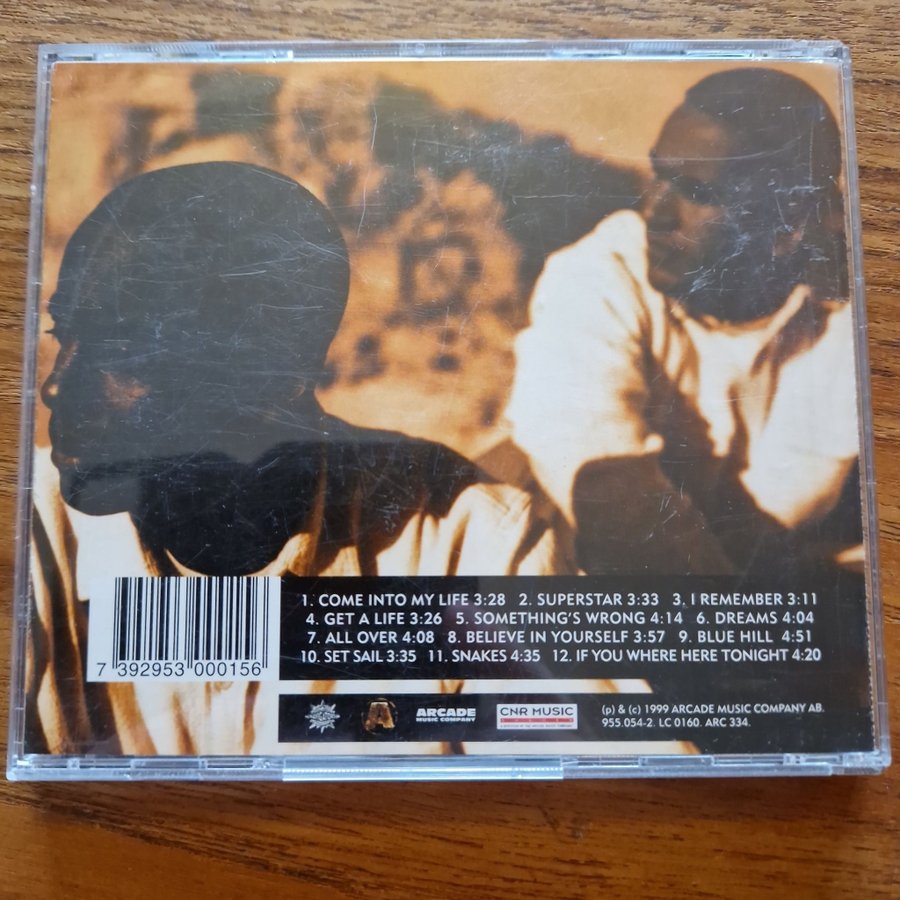 1. COME INTO MY LIFE 3:28 2. SUPERSTAR 3:33 3. I REMEMBER 3:11
4. GET A LIFE 3:26 5. SOMETHING'S WRONG 4:14 6. DREAMS 4:04
7. ALL OVER 4:08 8. BELIEVE IN YOURSELF 3:57 9. BLUE HILL 4:51
10. SET SAIL 3:35 11. SNAKES 4:35 12. IF YOU WHERE HERE TONIGHT 4:20
7 392953 000156
A
ARCADE
MUSIC COMPANY
CNR MUSIC
(p) & (c) 1999 ARCADE MUSIC COMPANY AB.
955.054-2. LC 0160. ARC 334.